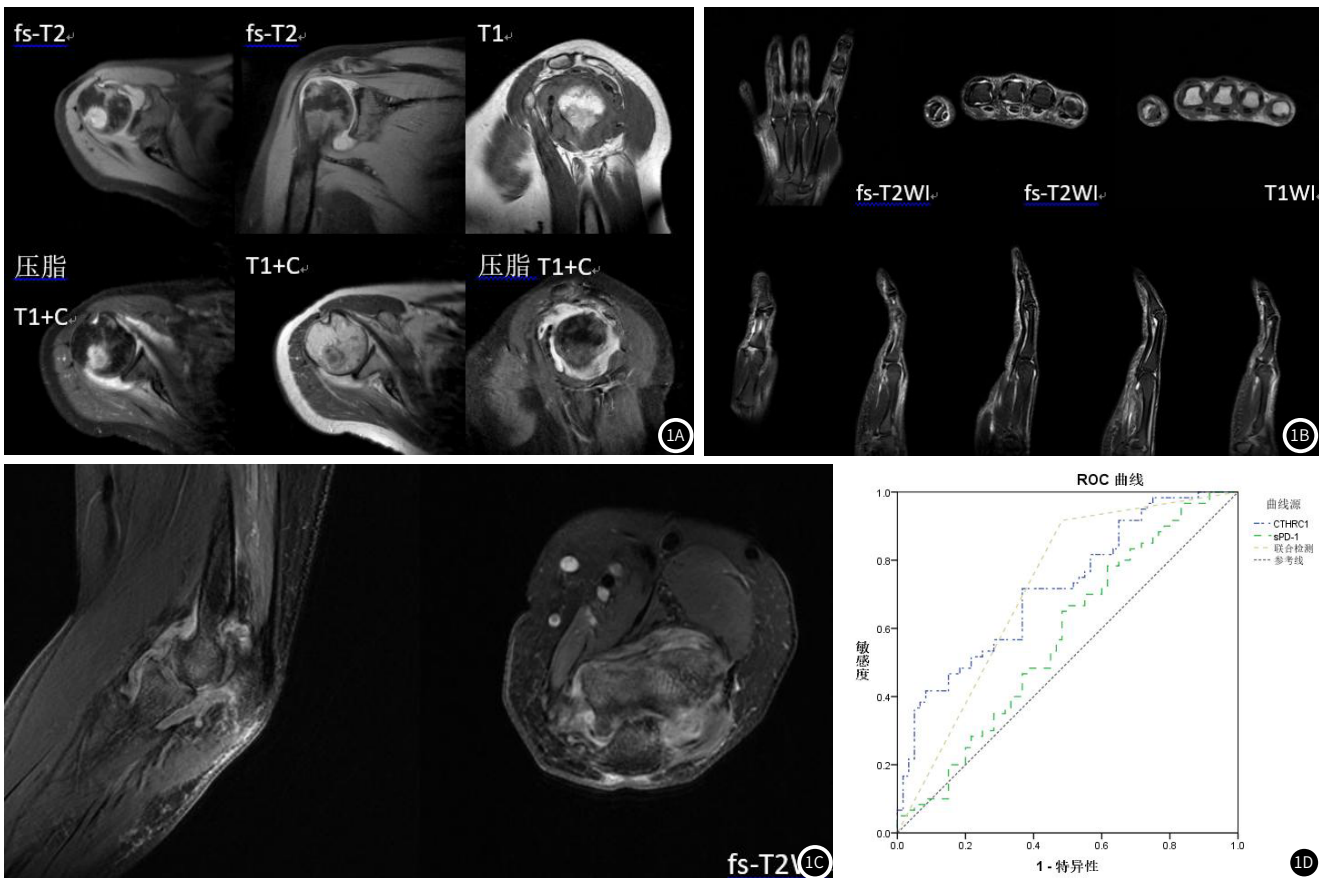 fs-T2
fs-T2
T1
压脂
T1+C
T1+C
压脂 T1+C
1A
fs-T2WI
fs-T2WI
T1WI
1B
fs-T2W
1C
ROC 曲线
敏感度
1.0
0.8
0.6
0.4
0.2
0.0
0.0
0.2
0.4
0.6
0.8
1.0
1 - 特异性
曲线源
CTHRC1
sPD-1
联合检测
参考线
1D